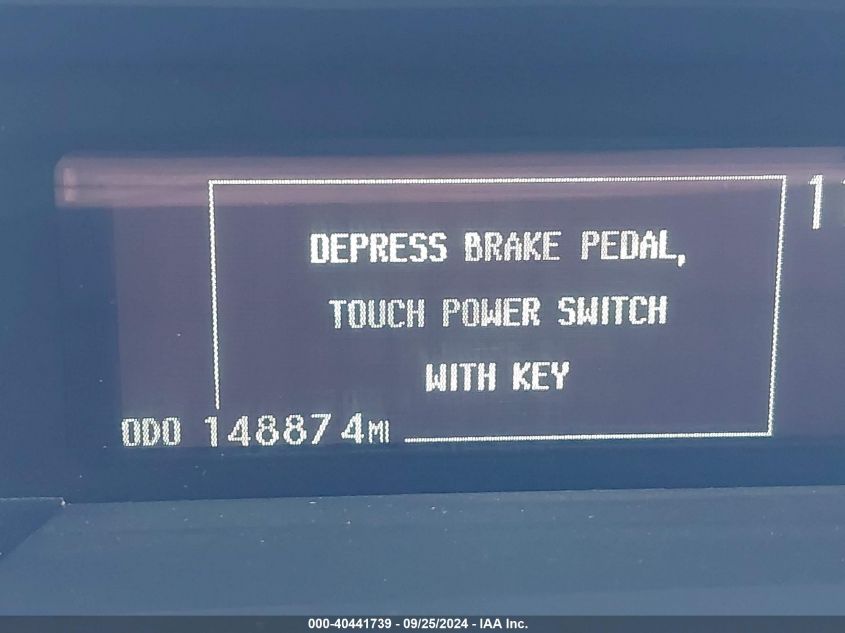 DEPRESS BRAKE PEDAL,
TOUCH POWER SWITCH
WITH KEY
ODO 148874MI
000-40441739 - 09/25/2024 - IAA Inc.